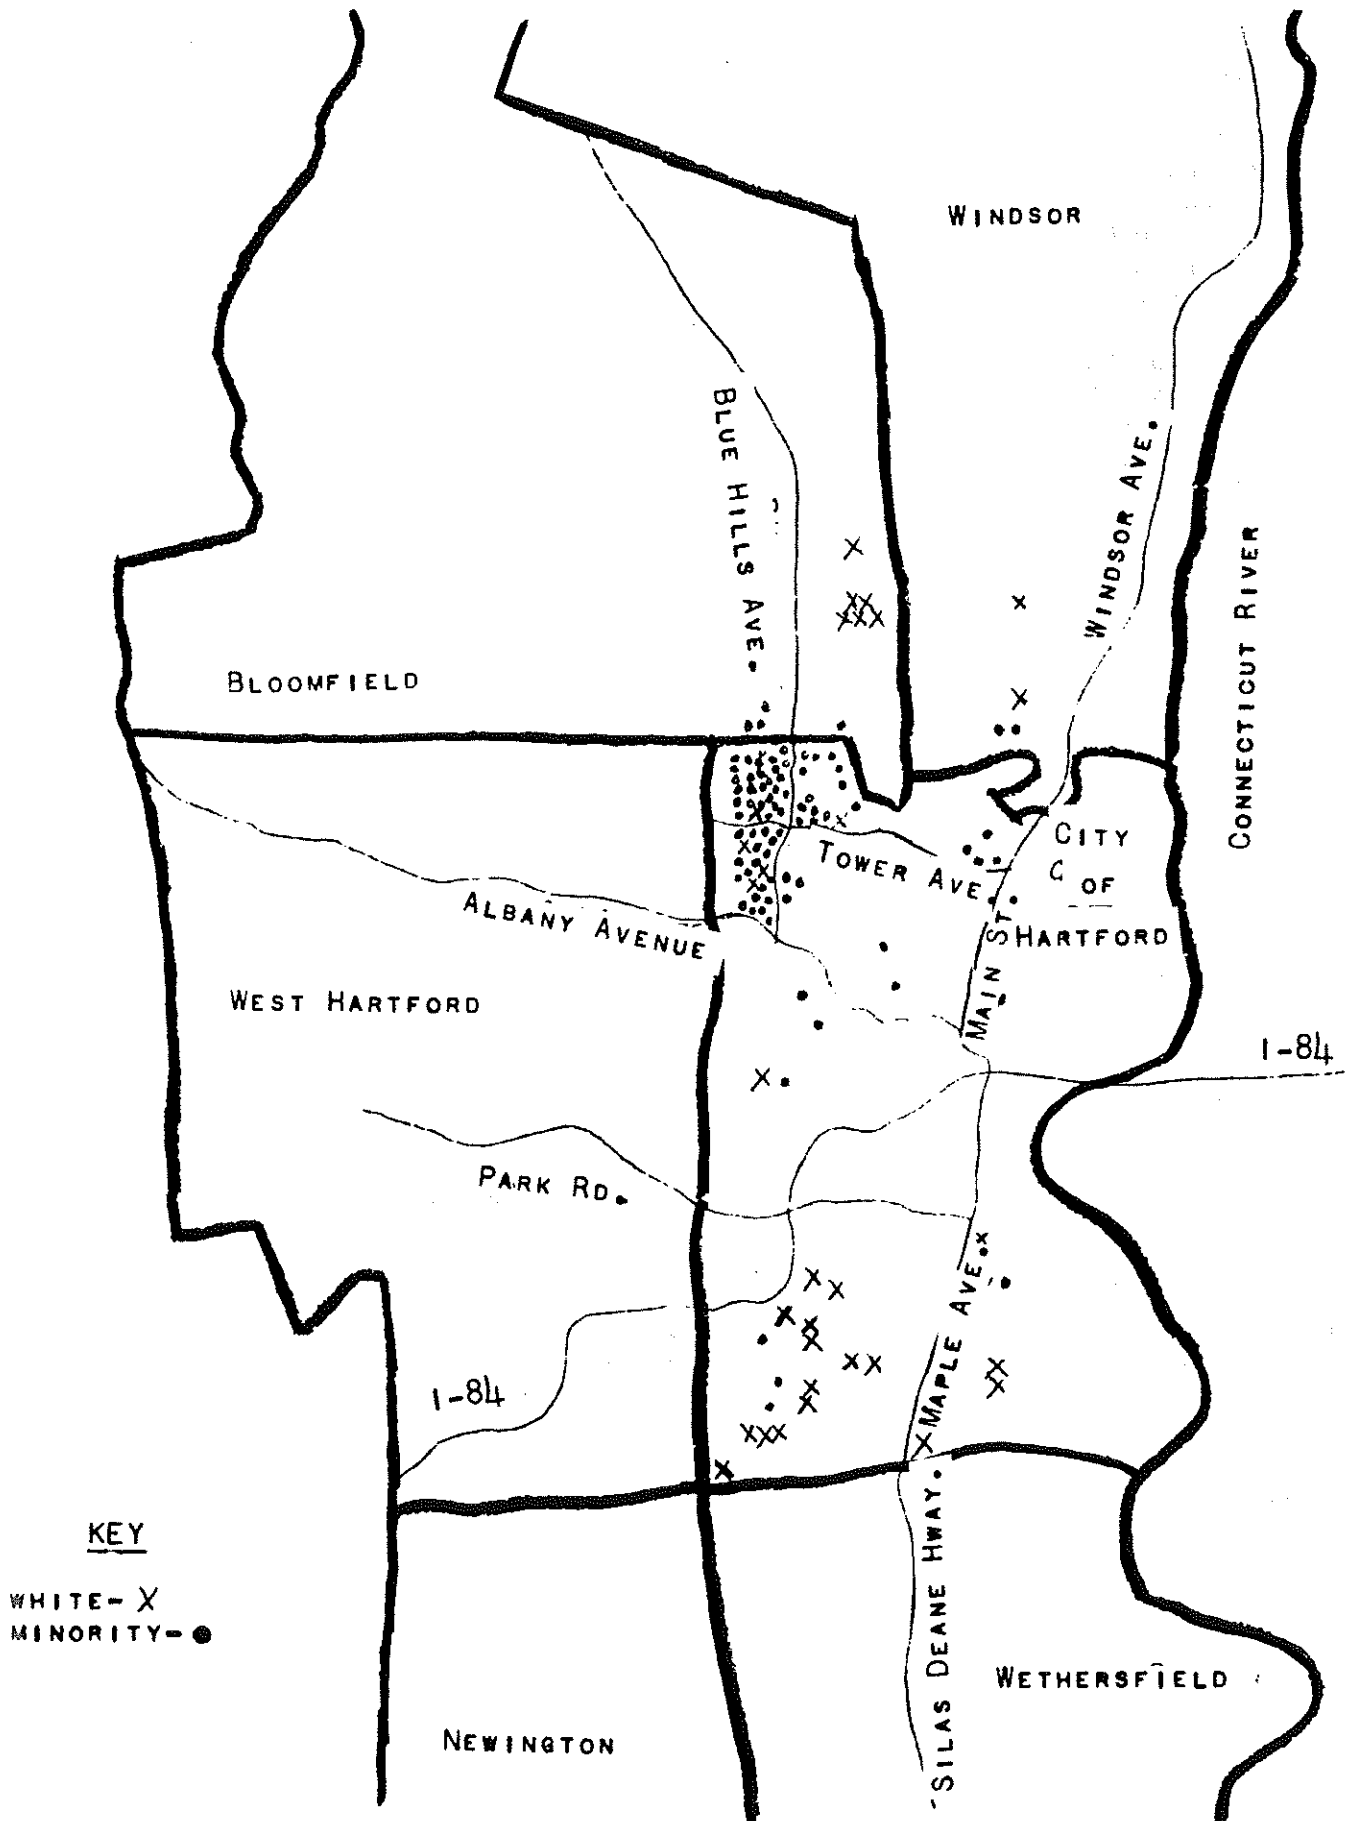 WINDSOR
BLUE HILLS AVE.
WINDSOR AVE.
CONNECTICUT RIVER
BLOOMFIELD
TOWER AVE
CITY
OF
HARTFORD
ALBANY AVENUE
MAIN ST
WEST HARTFORD
I-84
PARK RD.
MAPLE AVE.
I-84
KEY
WHITE- X
MINORITY- ●
SILAS DEANE HWAY.
WETHERSFIELD
NEWINGTON